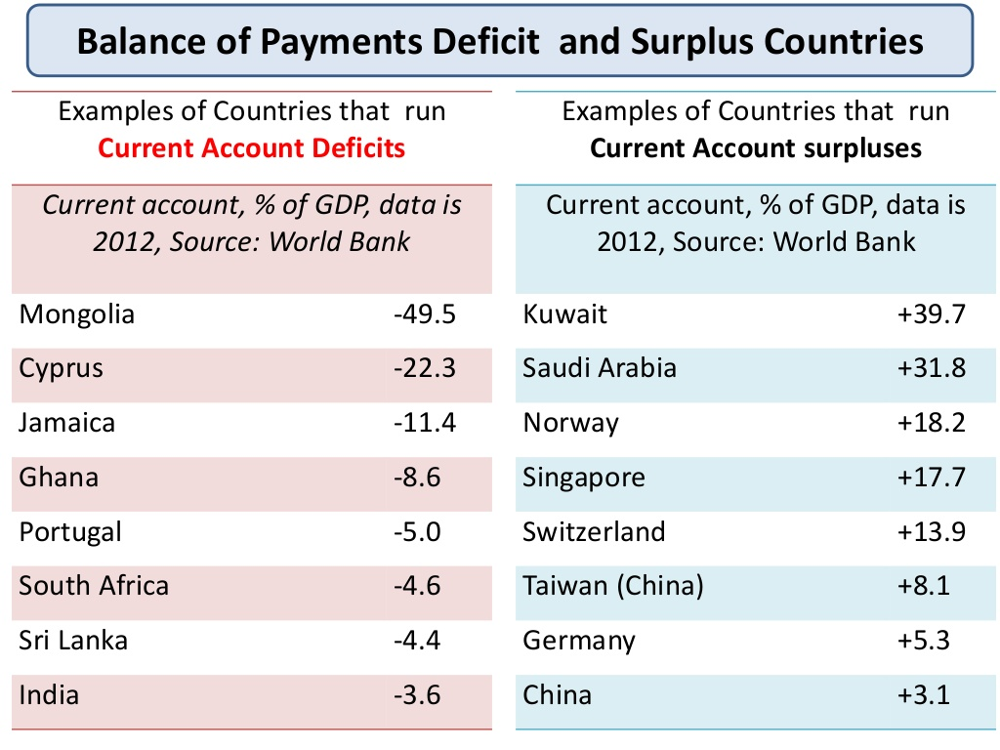 Balance of Payments Deficit  and Surplus Countries
Examples of Countries that  run
Current Account Deficits
Current account, % of GDP, data is
2012, Source: World Bank
Mongolia -49.5
Cyprus -22.3
Jamaica -11.4
Ghana -8.6
Portugal -5.0
South Africa -4.6
Sri Lanka -4.4
India -3.6
Examples of Countries that  run
Current Account surpluses
Current account, % of GDP, data is
2012, Source: World Bank
Kuwait +39.7
Saudi Arabia +31.8
Norway +18.2
Singapore +17.7
Switzerland +13.9
Taiwan (China) +8.1
Germany +5.3
China +3.1